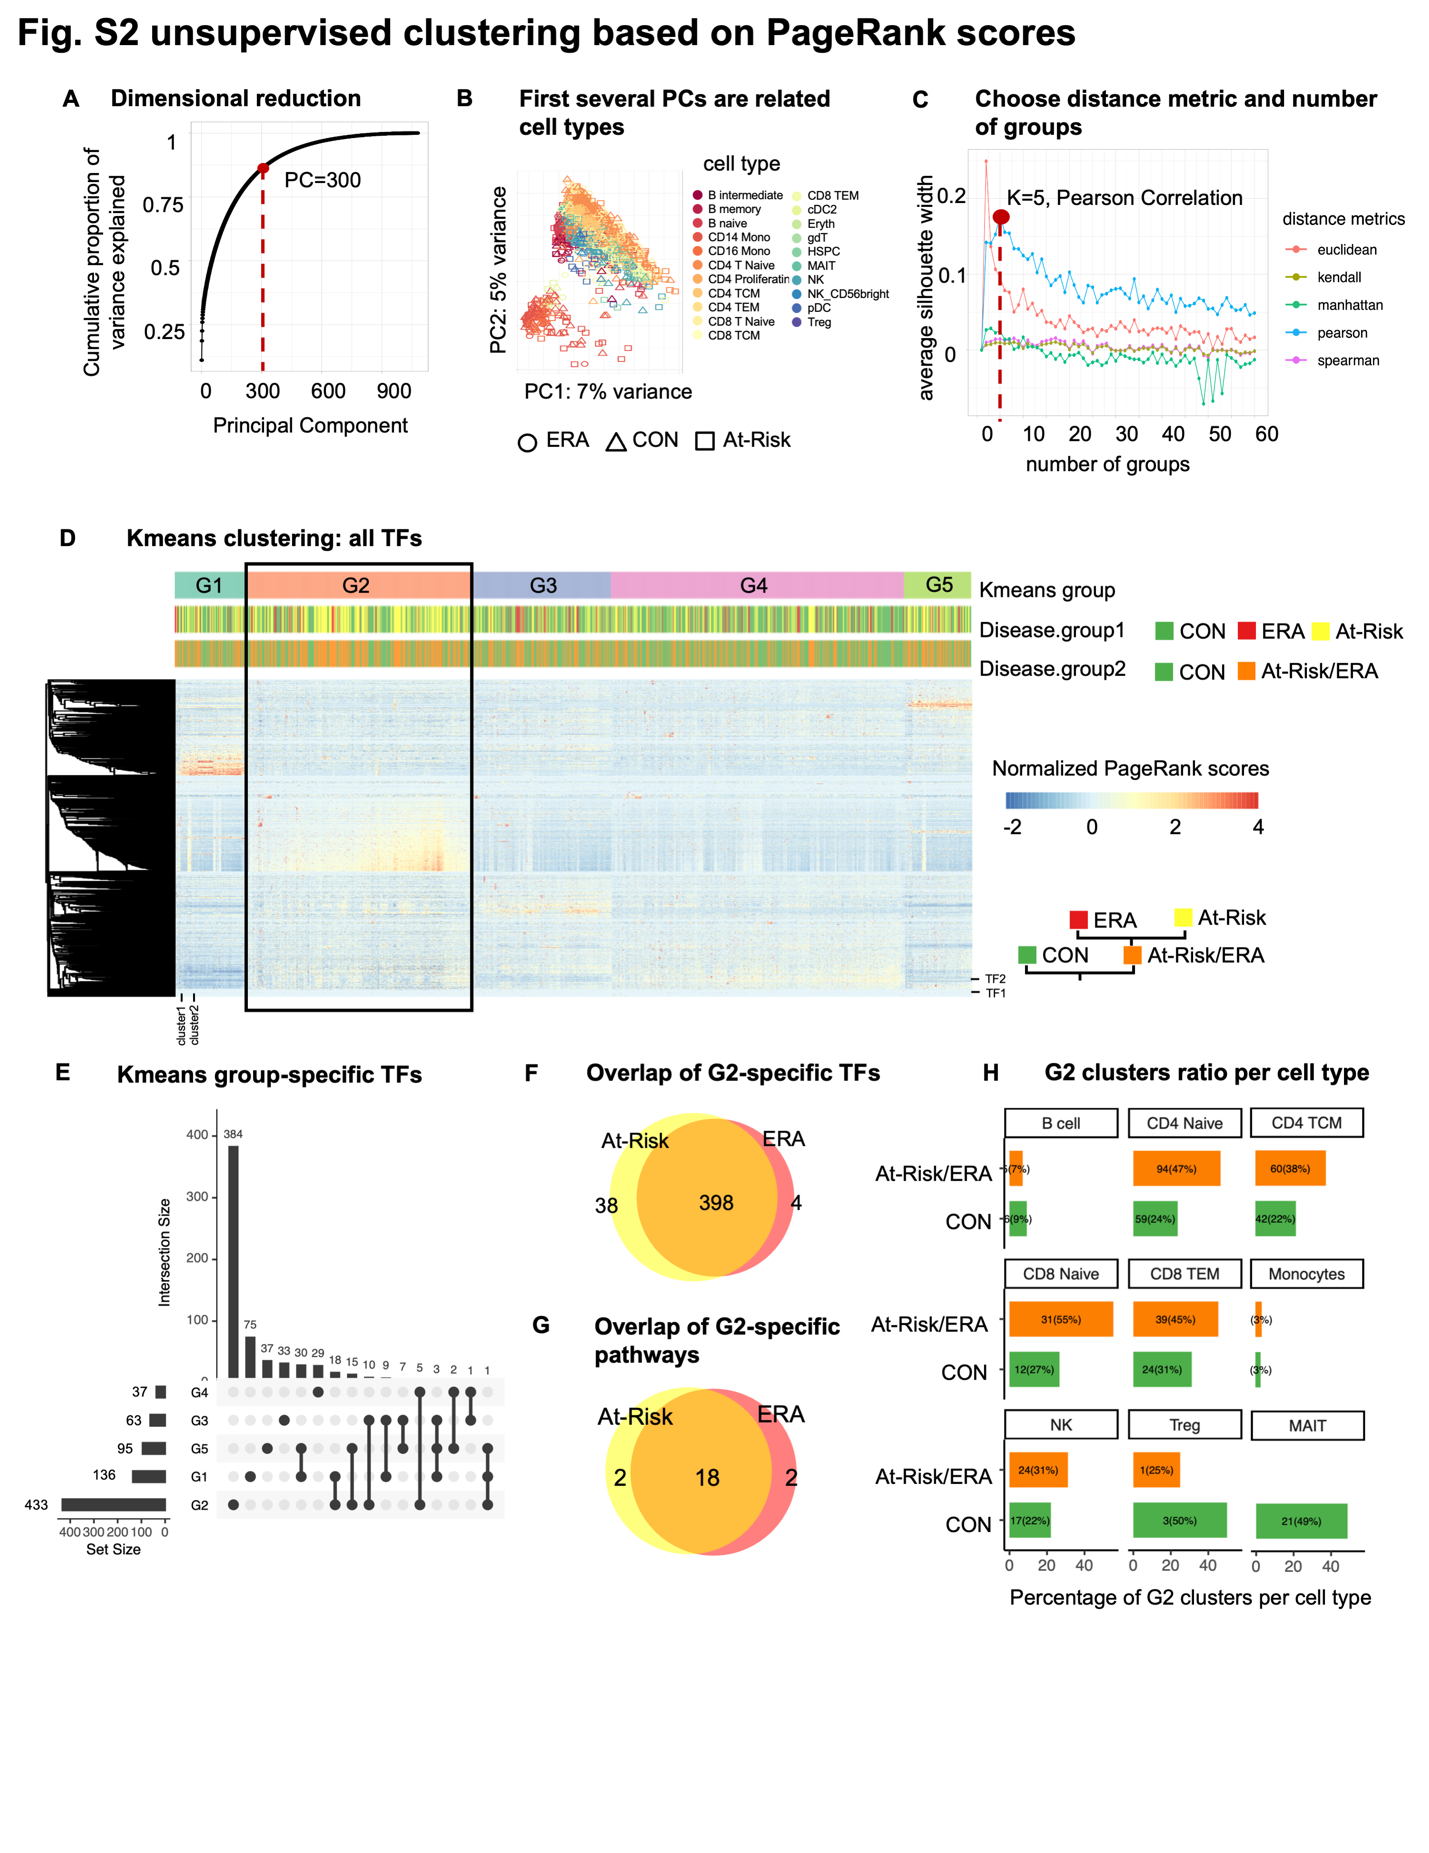 Fig. S2 unsupervised clustering based on PageRank scores
A Dimensional reduction
Cumulative proportion of
variance explained
1
0.75
0.5
0.25
PC=300
0 300 600 900
Principal Component
B First several PCs are related
cell types
PC2: 5% variance
PC1: 7% variance
cell type
B intermediate
B memory
B naive
CD14 Mono
CD16 Mono
CD4 T Naive
CD4 Proliferatin
CD4 TCM
CD4 TEM
CD8 T Naive
CD8 TCM
CD8 TEM
cDC2
Eryth
gdT
HSPC
MAIT
NK
NK_CD56bright
pDC
Treg
ERA CON At-Risk
C Choose distance metric and number
of groups
average silhouette width
0.2
0.1
0
K=5, Pearson Correlation
0 10 20 30 40 50 60
number of groups
distance metrics
euclidean
kendall
manhattan
pearson
spearman
D Kmeans clustering: all TFs
G1 G2 G3 G4 G5
Kmeans group
Disease.group1 CON ERA At-Risk
Disease.group2 CON At-Risk/ERA
Normalized PageRank scores
-2 0 2 4
ERA At-Risk
CON At-Risk/ERA
TF2
TF1
cluster1
cluster2
E Kmeans group-specific TFs
Intersection Size
400
300
200
100
384 75 37 33 30 29 18 15 10 9 7 5 3 2 1 1
37 G4
63 G3
95 G5
136 G1
433 G2
400 300 200 100 0
Set Size
F Overlap of G2-specific TFs
At-Risk ERA
38 398 4
G Overlap of G2-specific
pathways
At-Risk ERA
2 18 2
H G2 clusters ratio per cell type
B cell CD4 Naive CD4 TCM
At-Risk/ERA (7%) 94(47%) 60(38%)
CON 6(9%) 59(24%) 42(22%)
CD8 Naive CD8 TEM Monocytes
At-Risk/ERA 31(55%) 39(45%) (3%)
CON 12(27%) 24(31%) (3%)
NK Treg MAIT
At-Risk/ERA 24(31%) 1(25%)
CON 17(22%) 3(50%) 21(49%)
0 20 40 0 20 40 0 20 40
Percentage of G2 clusters per cell type